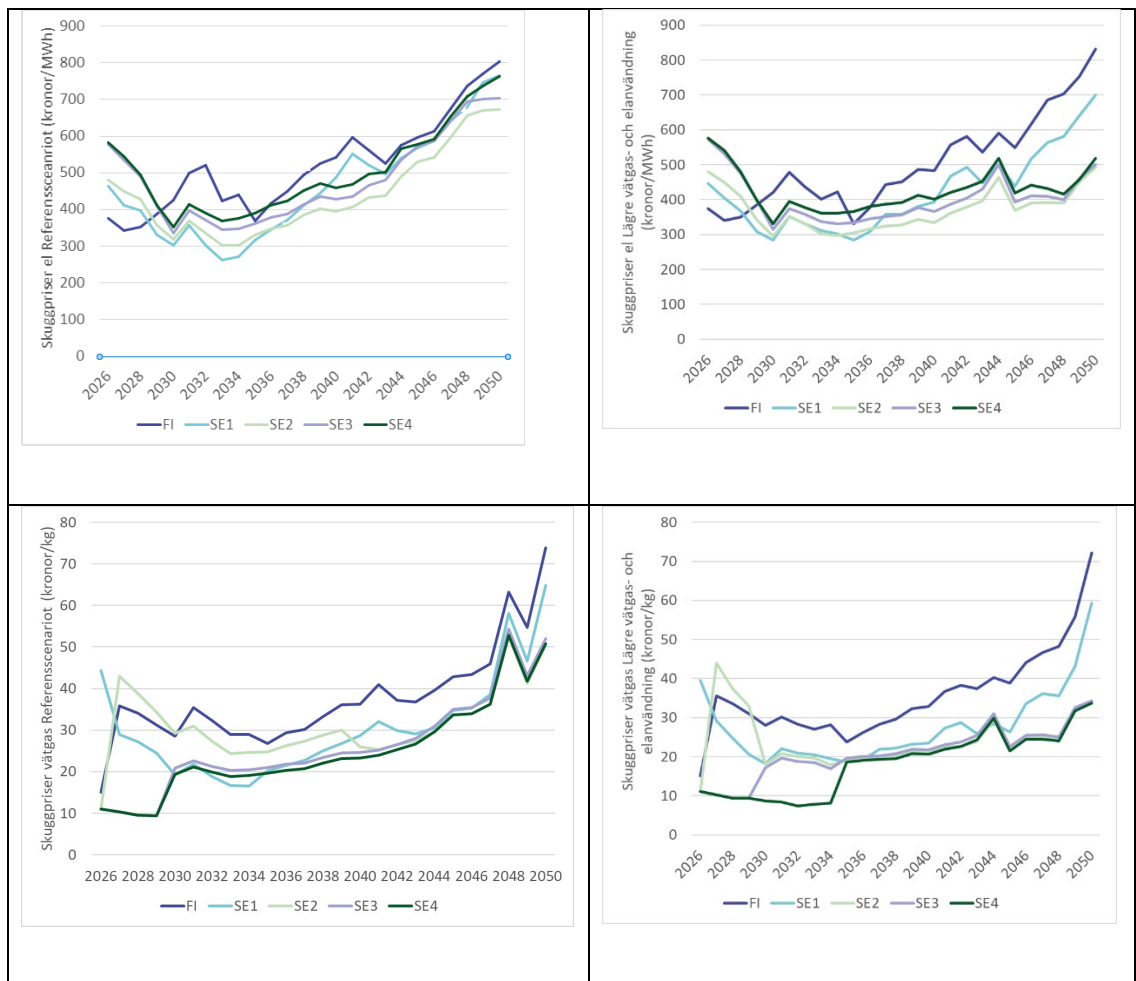 Skuggpriser el Referenssceanriot (kronor/MWh)
900
800
700
600
500
400
300
200
100
0
2026 2028 2030 2032 2034 2036 2038 2040 2042 2044 2046 2048 2050
FI SE1 SE2 SE3 SE4
Skuggpriser el Lägre vätgas- och elanvändning
(kronor/MWh)
900
800
700
600
500
400
300
200
100
0
2026 2028 2030 2032 2034 2036 2038 2040 2042 2044 2046 2048 2050
FI SE1 SE2 SE3 SE4
Skuggpriser vätgas Referensscenariot (kronor/kg)
80
70
60
50
40
30
20
10
0
2026 2028 2030 2032 2034 2036 2038 2040 2042 2044 2046 2048 2050
FI SE1 SE2 SE3 SE4
Skuggpriser vätgas Lägre vätgas- och
elanvändning (kronor/kg)
80
70
60
50
40
30
20
10
0
2026 2028 2030 2032 2034 2036 2038 2040 2042 2044 2046 2048 2050
FI SE1 SE2 SE3 SE4